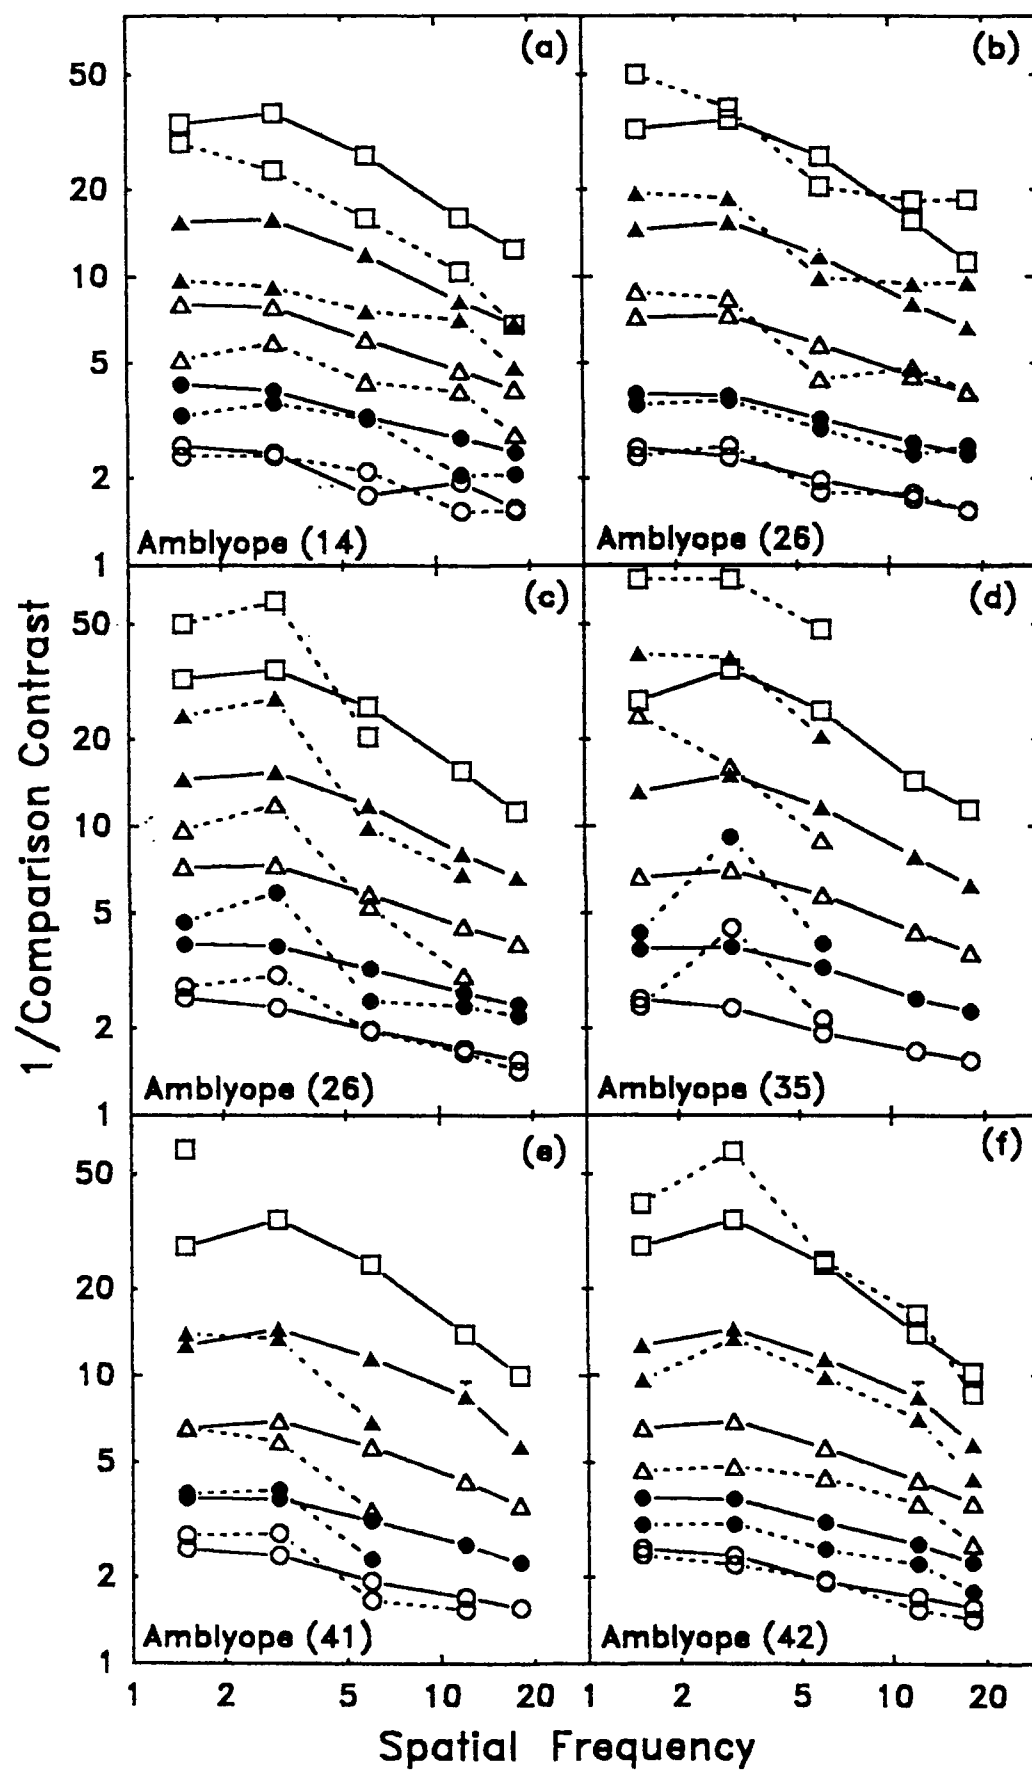 (a)
(b)
50
20
10
5
2
1
Amblyope (14)
Amblyope (26)
(c)
(d)
50
20
10
5
2
1
Amblyope (26)
Amblyope (35)
(e)
(f)
50
20
10
5
2
1
Amblyope (41)
Amblyope (42)
1 2 5 10 1 2 5 10 20
1/Comparison Contrast
Spatial Frequency